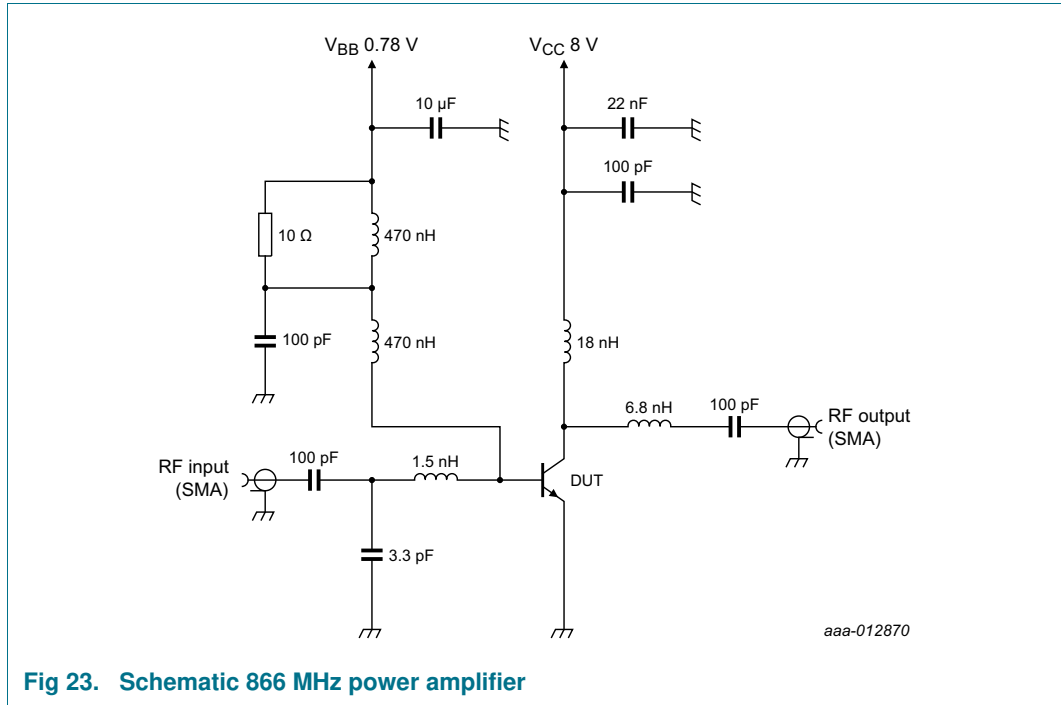 V_BB 0.78 V
V_CC 8 V
10 µF
22 nF
100 pF
10 Ω
470 nH
100 pF
470 nH
18 nH
6.8 nH
100 pF
RF output
(SMA)
RF input
(SMA)
100 pF
1.5 nH
DUT
3.3 pF
aaa-012870
Fig 23. Schematic 866 MHz power amplifier